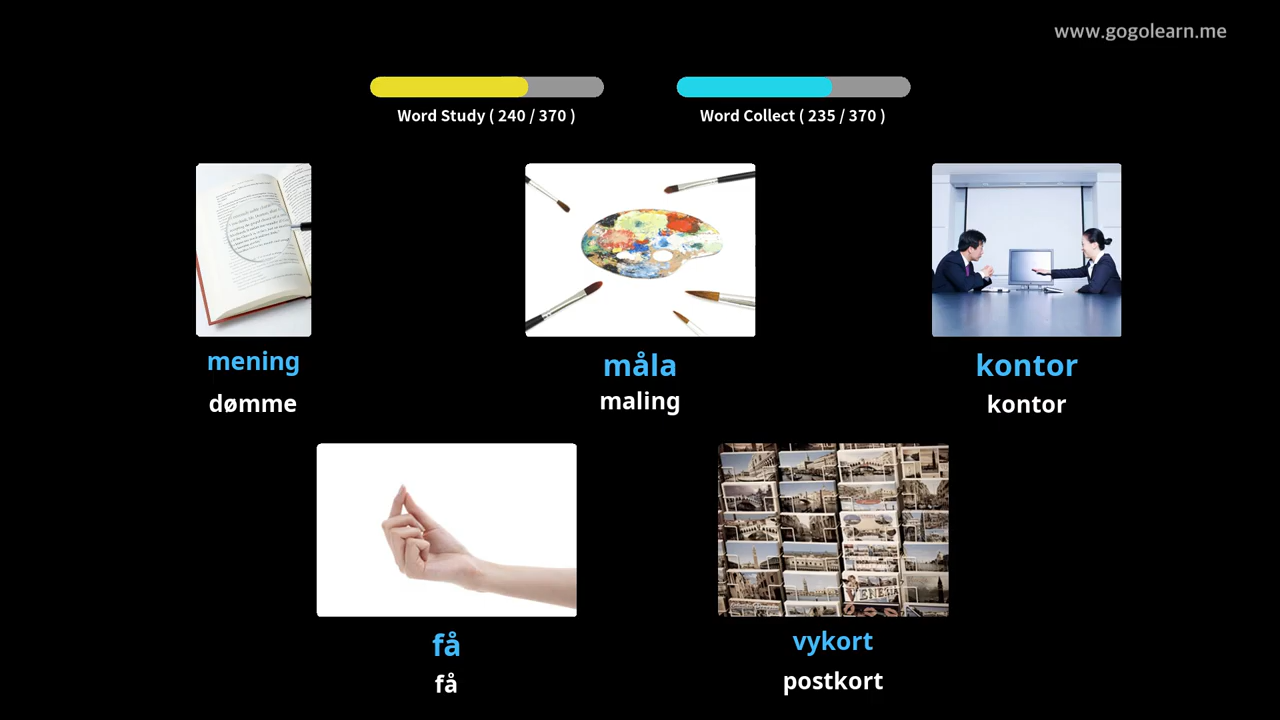 www.gogolearn.me
Word Study ( 240 / 370 )
Word Collect ( 235 / 370 )
mening
dømme
måla
maling
kontor
kontor
få
få
vykort
postkort